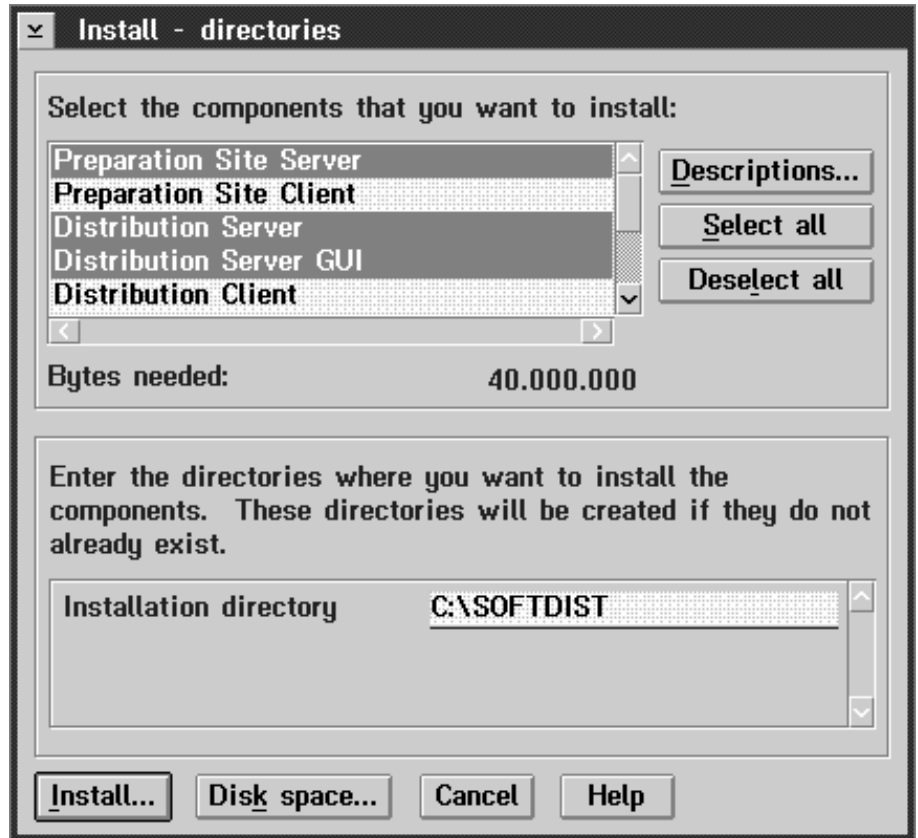 Install - directories
Select the components that you want to install:
Preparation Site Server
Preparation Site Client
Distribution Server
Distribution Server GUI
Distribution Client
Descriptions...
Select all
Deselect all
Bytes needed: 40.000.000
Enter the directories where you want to install the
components. These directories will be created if they do not
already exist.
Installation directory C:\SOFTDIST
Install... Disk space... Cancel Help